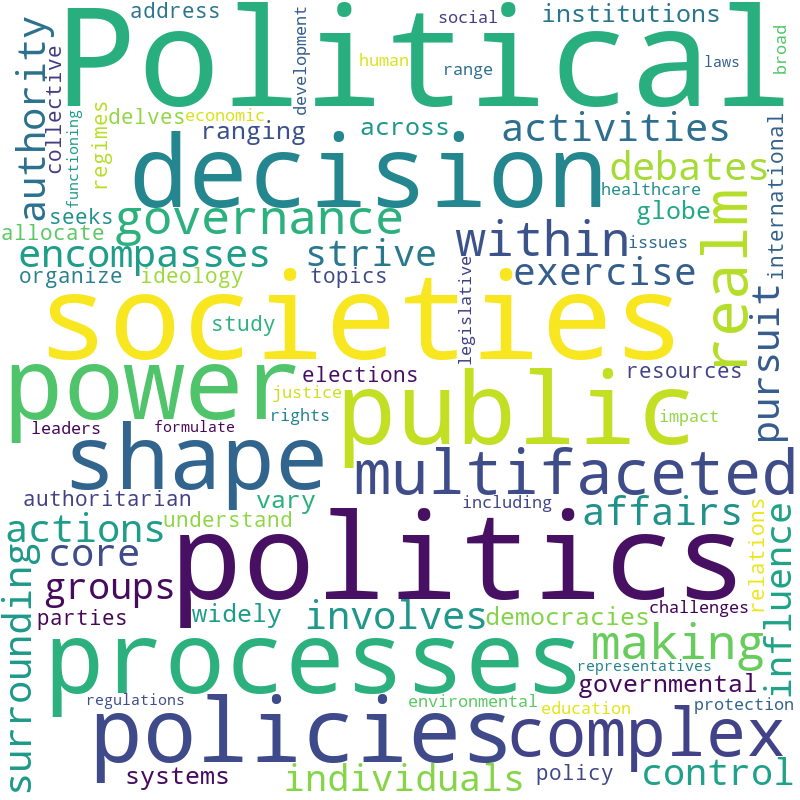 address
social
institutions
Political
human
range
laws
broad
authority
collective
development
delves
economic
regimes
functioning
ranging
across
activities
decision
debates
international
healthcare
seeks
governance
globe
realm
allocate
encompasses
strive
within
issues
organize
ideology
topics
exercise
legislative
societies
study
pursuit
power
elections
resources
justice
public
rights
impact
leaders
formulate
shape
multifaceted
authoritarian
vary
including
affairs
actions
understand
politics
relations
influence
surrounding
core
groups
challenges
parties
widely
involves
democracies
processes
making
representatives
governmental
regulations
environmental
education
protection
policies
complex
systems
individuals
policy
control